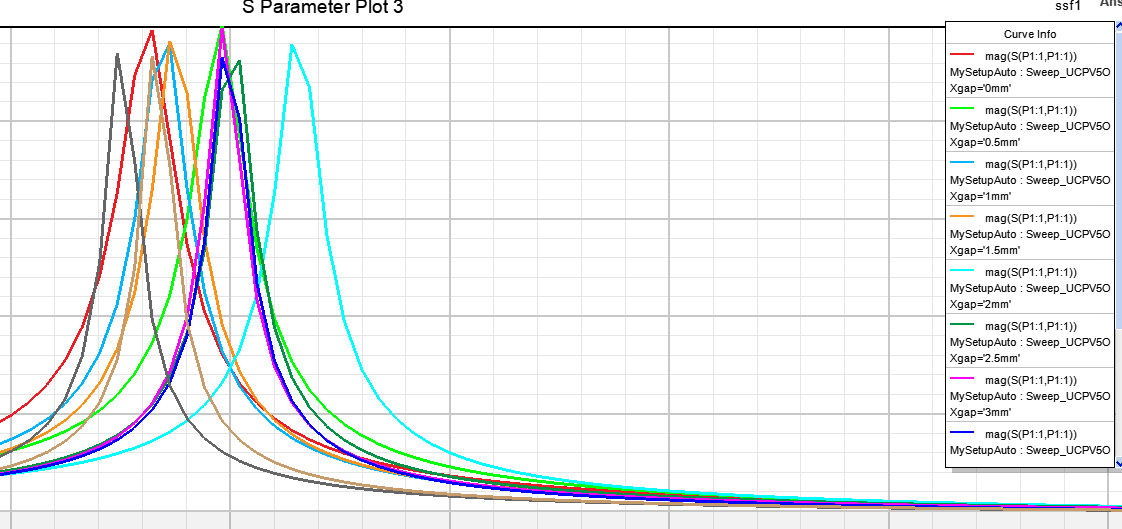 S Parameter Plot 3
ssf1
Ans
Curve Info
mag(S(P1:1,P1:1))
MySetupAuto : Sweep_UCPV5O
Xgap='0mm'
mag(S(P1:1,P1:1))
MySetupAuto : Sweep_UCPV5O
Xgap='0.5mm'
mag(S(P1:1,P1:1))
MySetupAuto : Sweep_UCPV5O
Xgap='1mm'
mag(S(P1:1,P1:1))
MySetupAuto : Sweep_UCPV5O
Xgap='1.5mm'
mag(S(P1:1,P1:1))
MySetupAuto : Sweep_UCPV5O
Xgap='2mm'
mag(S(P1:1,P1:1))
MySetupAuto : Sweep_UCPV5O
Xgap='2.5mm'
mag(S(P1:1,P1:1))
MySetupAuto : Sweep_UCPV5O
Xgap='3mm'
mag(S(P1:1,P1:1))
MySetupAuto : Sweep_UCPV5O